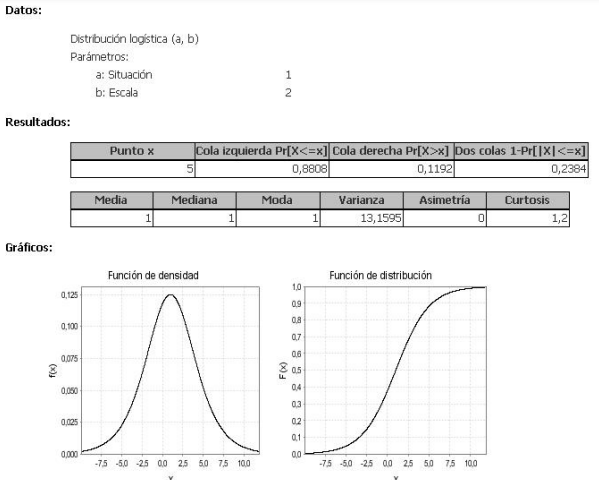 Datos:
Distribución logística (a, b)
Parámetros:
a: Situación 1
b: Escala 2
Resultados:
Punto x Cola izquierda Pr[X<=x] Cola derecha Pr[X>x] Dos colas 1-Pr[|X|<=x]
5 0,8808 0,1192 0,2384
Media Mediana Moda Varianza Asimetría Curtosis
1 1 1 13,1595 0 1,2
Gráficos:
Función de densidad
0,125
0,100
0,075
0,050
0,025
0,000
f(x)
-7,5 -5,0 -2,5 0,0 2,5 5,0 7,5 10,0
x
Función de distribución
1,0
0,9
0,8
0,7
0,6
0,5
0,4
0,3
0,2
0,1
0,0
F(x)
-7,5 -5,0 -2,5 0,0 2,5 5,0 7,5 10,0
x